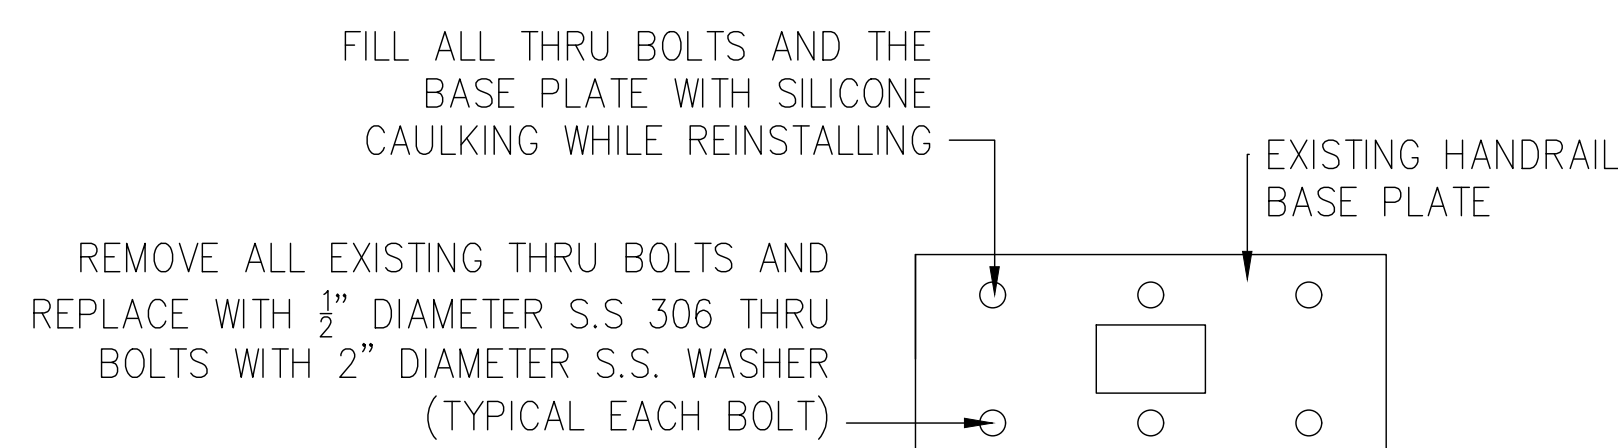 FILL ALL THRU BOLTS AND THE
BASE PLATE WITH SILICONE
CAULKING WHILE REINSTALLING
EXISTING HANDRAIL
BASE PLATE
REMOVE ALL EXISTING THRU BOLTS AND
REPLACE WITH ½” DIAMETER S.S 306 THRU
BOLTS WITH 2” DIAMETER S.S. WASHER
(TYPICAL EACH BOLT)